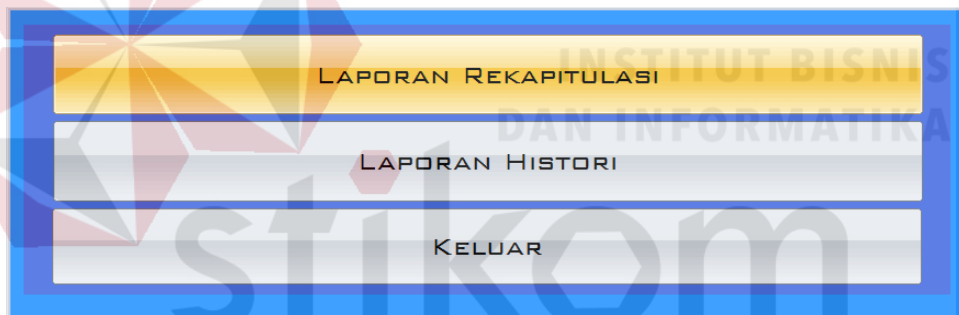 INSTITUT BISNIS
LAPORAN REKAPITULASI
DAN INFORMATIKA
LAPORAN HISTORI
stikom
KELUAR